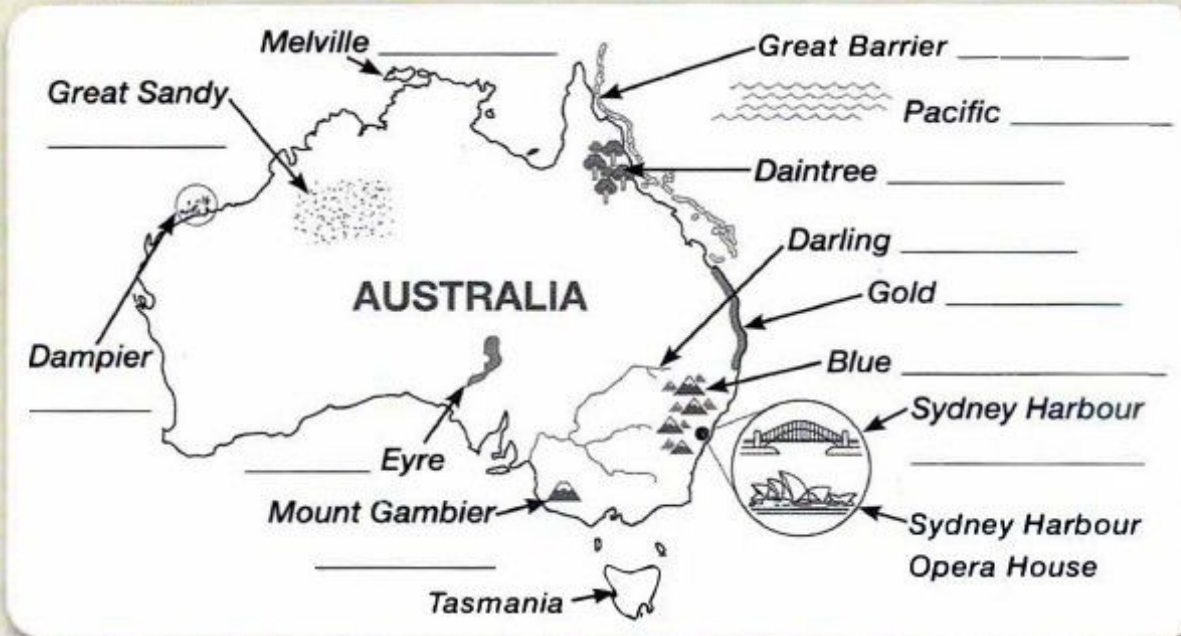 Melville
Great Barrier
Great Sandy
Pacific
Daintree
Darling
AUSTRALIA
Gold
Dampier
Blue
Sydney Harbour
Eyre
Mount Gambier
Sydney Harbour
Opera House
Tasmania